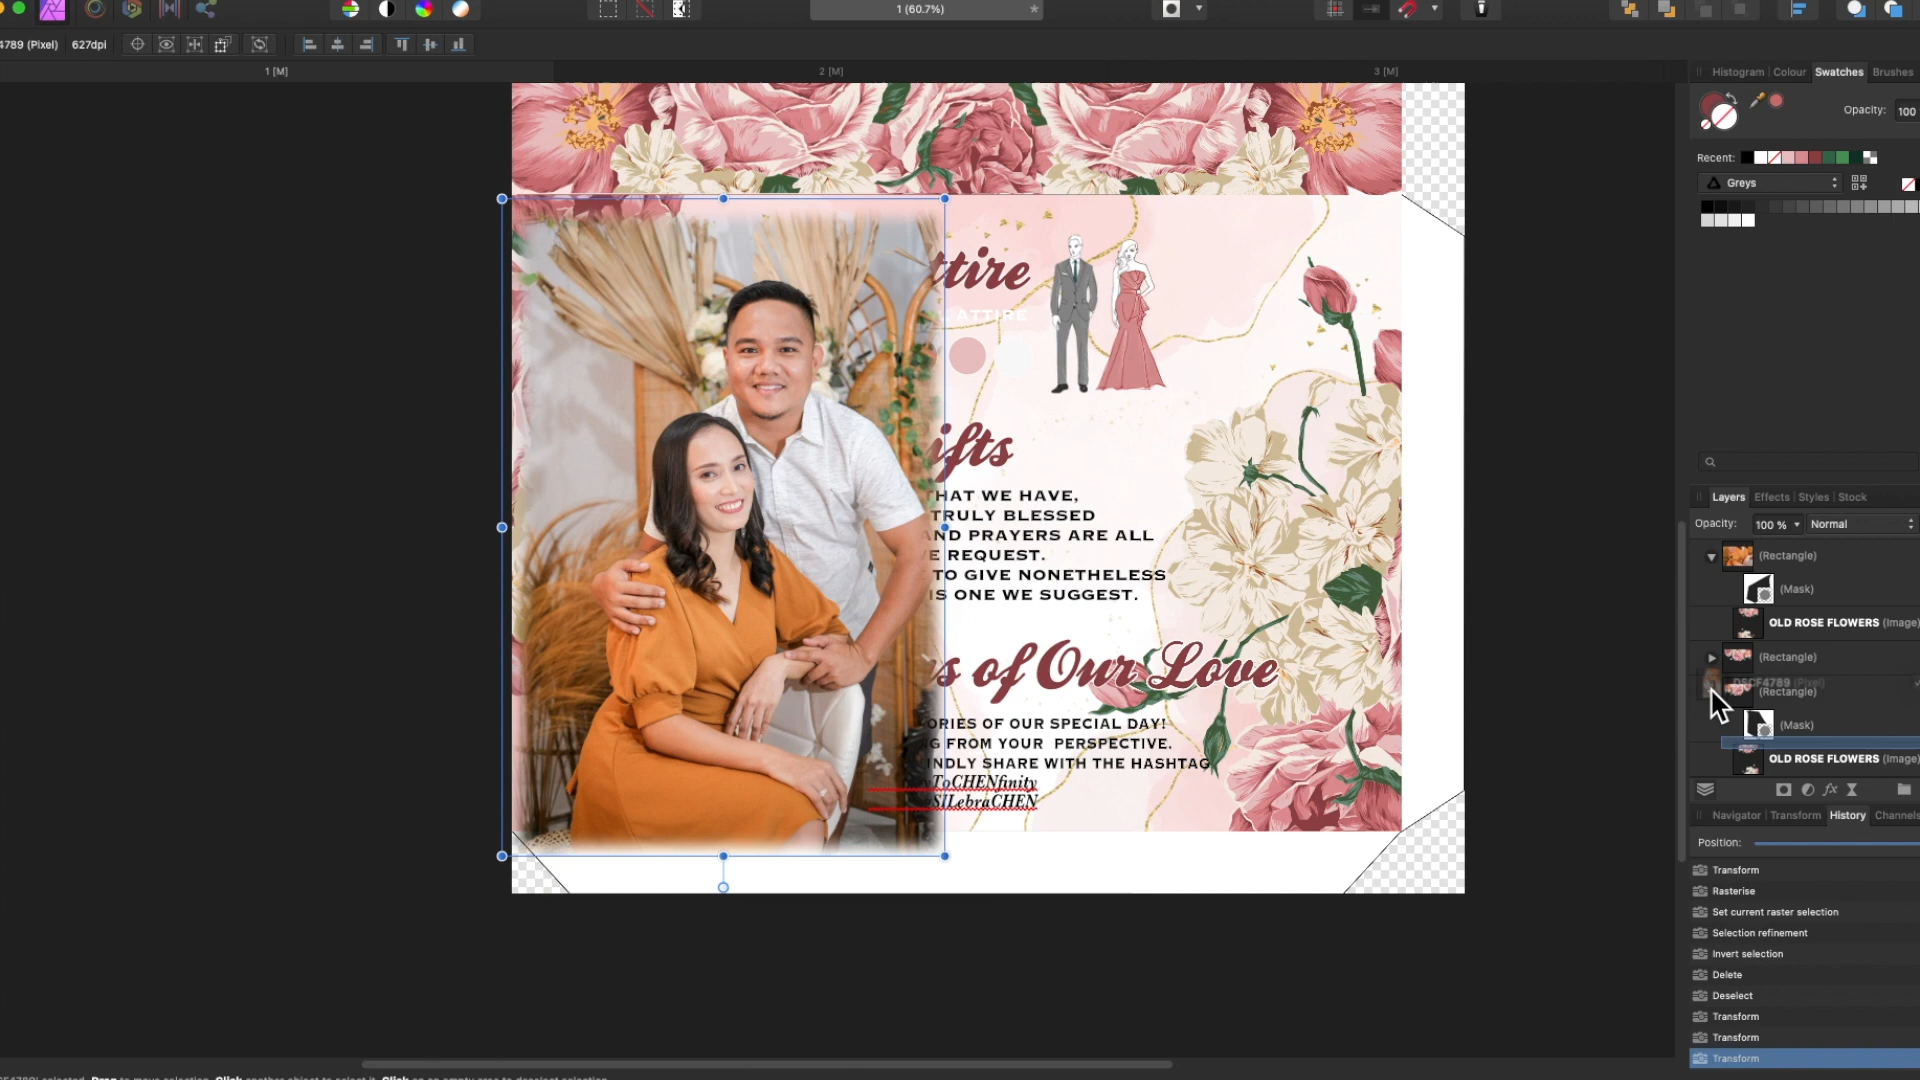 1 (60.7%)
4789 (Pixel) 627dpi
1 [M] 2 [M] 3 [M]
Histogram Colour Swatches Brushes
Opacity: 100
Recent:
Greys
ttire
ATTIRE
ifts
HAT WE HAVE,
TRULY BLESSED
AND PRAYERS ARE ALL
E REQUEST.
TO GIVE NONETHELESS
IS ONE WE SUGGEST.
s of Our Love
ORIES OF OUR SPECIAL DAY!
G FROM YOUR PERSPECTIVE.
INDLY SHARE WITH THE HASHTAG
ToCHENfinity
SILebraCHEN
Layers Effects Styles Stock
Opacity: 100 % Normal
(Rectangle)
(Mask)
OLD ROSE FLOWERS (Image)
(Rectangle)
DSCF4789 (Pixel)
(Rectangle)
(Mask)
OLD ROSE FLOWERS (Image)
Navigator Transform History Channels
Position:
Transform
Rasterise
Set current raster selection
Selection refinement
Invert selection
Delete
Deselect
Transform
Transform
Transform